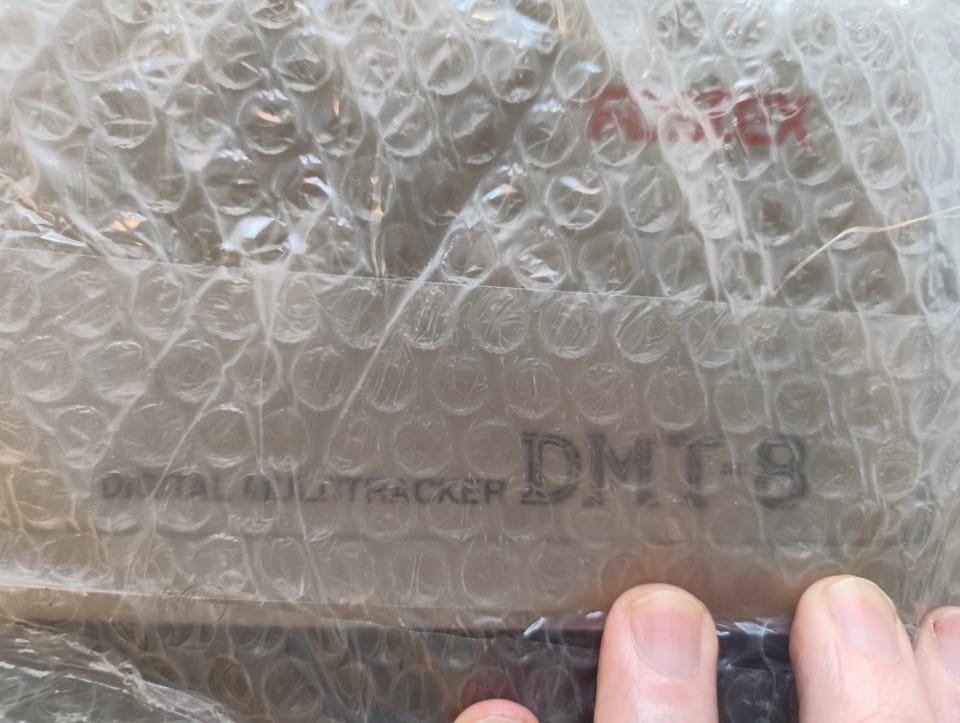 FOSTEX
DIGITAL MULTITRACKER DMT-8